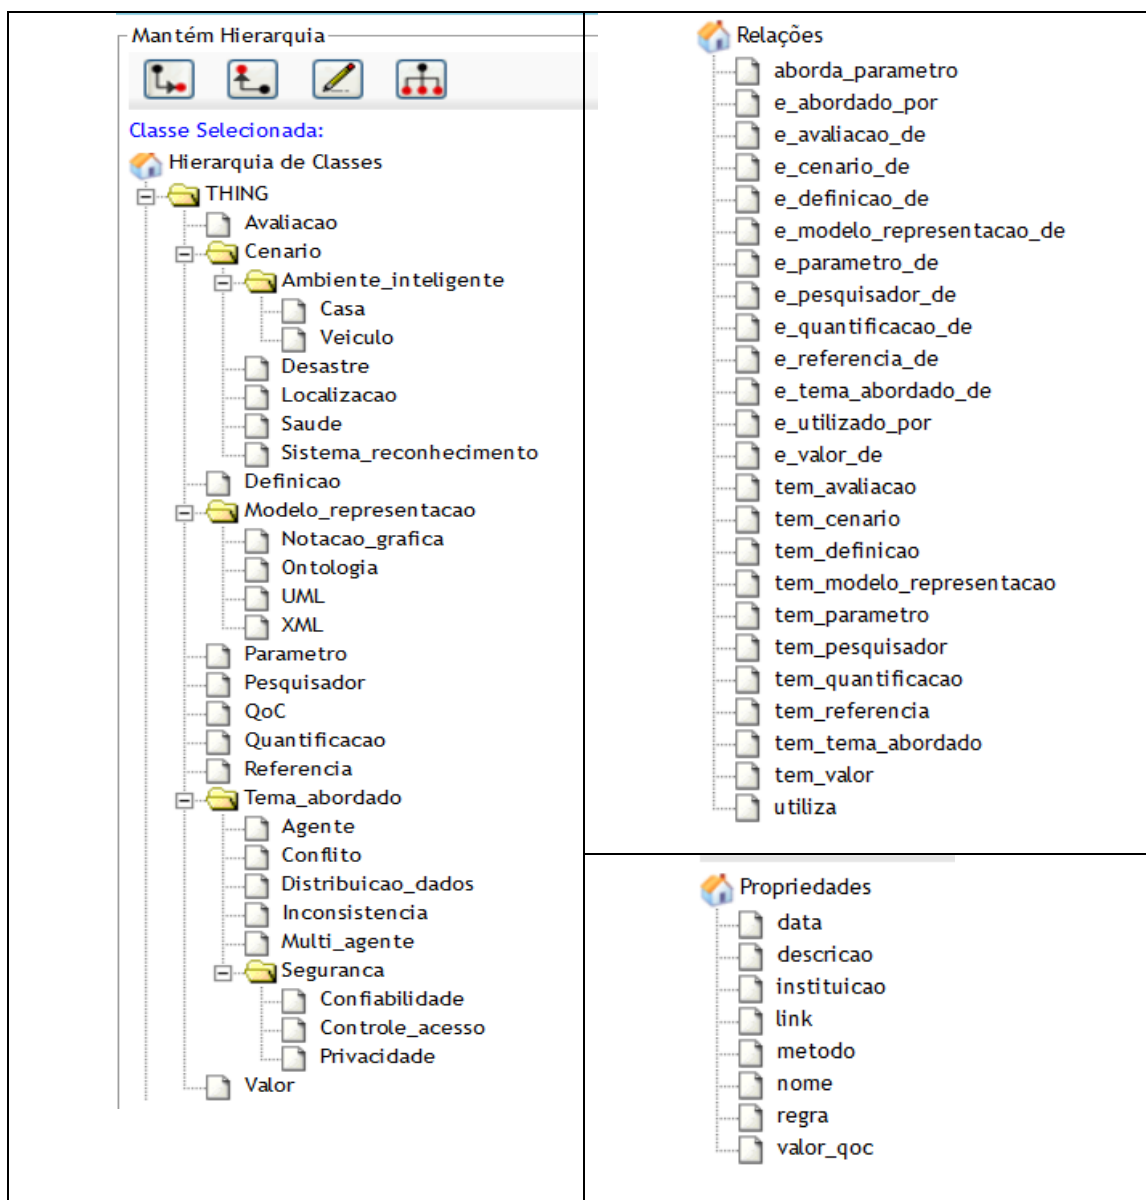 Mantém Hierarquia
Classe Selecionada:
Hierarquia de Classes
THING
Avaliacao
Cenario
Ambiente_inteligente
Casa
Veiculo
Desastre
Localizacao
Saude
Sistema_reconhecimento
Definicao
Modelo_representacao
Notacao_grafica
Ontologia
UML
XML
Parametro
Pesquisador
QoC
Quantificacao
Referencia
Tema_abordado
Agente
Conflito
Distribuicao_dados
Inconsistencia
Multi_agente
Seguranca
Confiabilidade
Controle_acesso
Privacidade
Valor
Relações
aborda_parametro
e_abordado_por
e_avaliacao_de
e_cenario_de
e_definicao_de
e_modelo_representacao_de
e_parametro_de
e_pesquisador_de
e_quantificacao_de
e_referencia_de
e_tema_abordado_de
e_utilizado_por
e_valor_de
tem_avaliacao
tem_cenario
tem_definicao
tem_modelo_representacao
tem_parametro
tem_pesquisador
tem_quantificacao
tem_referencia
tem_tema_abordado
tem_valor
utiliza
Propriedades
data
descricao
instituicao
link
metodo
nome
regra
valor_qoc